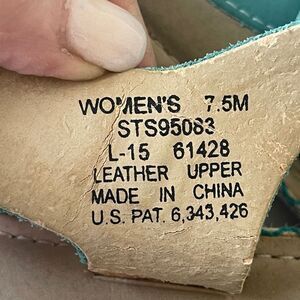 WOMEN'S 7.5M
STS95083
L-15 61428
LEATHER UPPER
MADE IN CHINA
U.S. PAT. 6,343,426